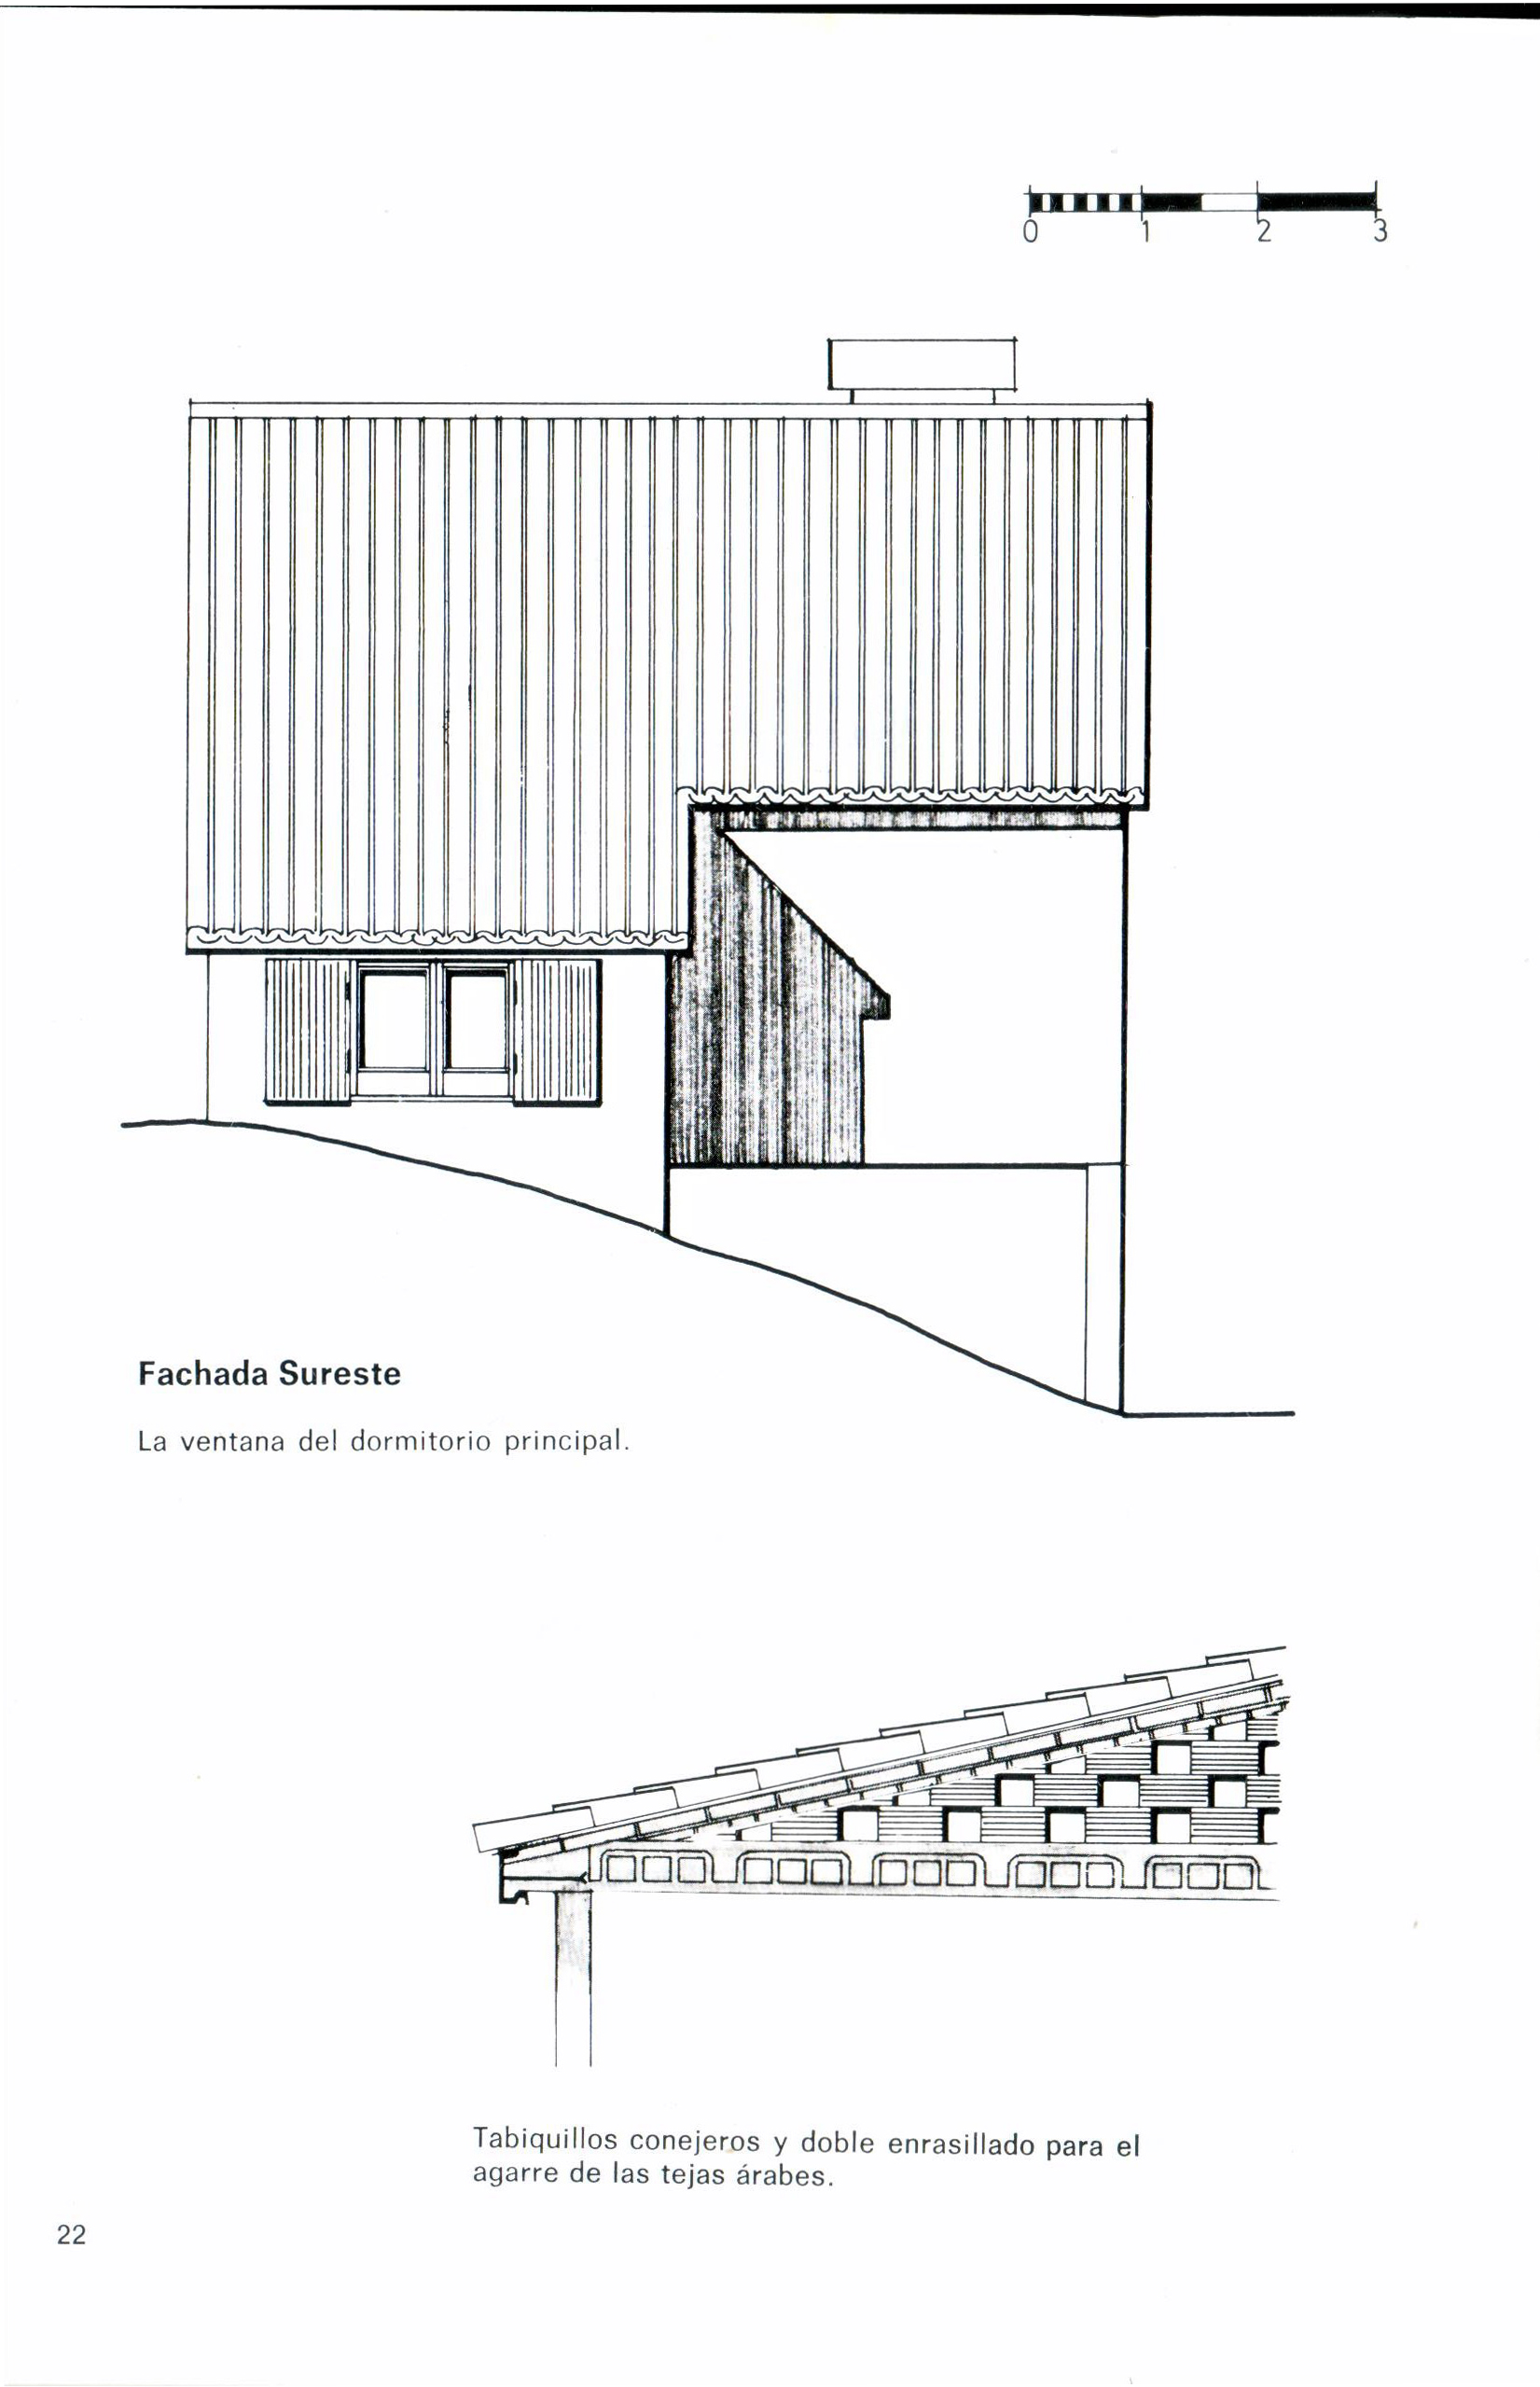 0 1 2 3
Fachada Sureste
La ventana del dormitorio principal.
Tabiquillos conejeros y doble enrasillado para el
agarre de las tejas árabes.
22